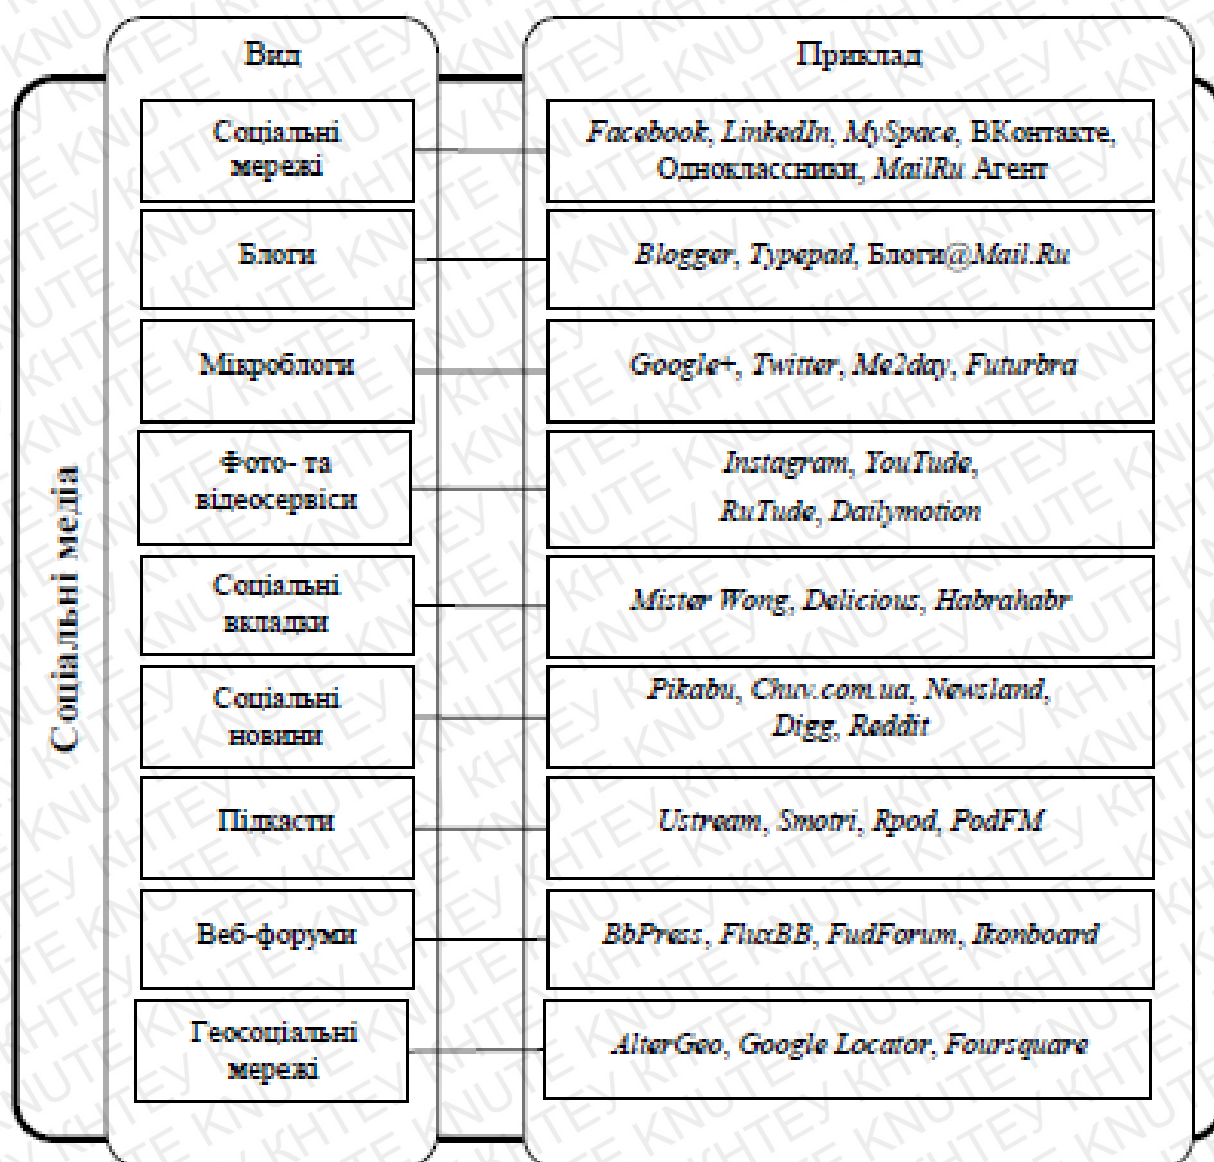 Вид
Приклад
Соціальні медіа
Соціальні
мережі
Facebook, LinkedIn, MySpace, ВКонтакте,
Одноклассники, MailRu Агент
Блоги
Blogger, Typepad, Блоги@Mail.Ru
Мікроблоги
Google+, Twitter, Me2day, Futurbra
Фото- та
відеосервіси
Instagram, YouTude,
RuTude, Dailymotion
Соціальні
вкладки
Mister Wong, Delicious, Habrahabr
Соціальні
новини
Pikabu, Chuv.com.ua, Newsland,
Digg, Reddit
Підкасти
Ustream, Smotri, Rpod, PodFM
Веб-форуми
BbPress, FluxBB, FudForum, Ikonboard
Геосоціальні
мережі
AlterGeo, Google Locator, Foursquare